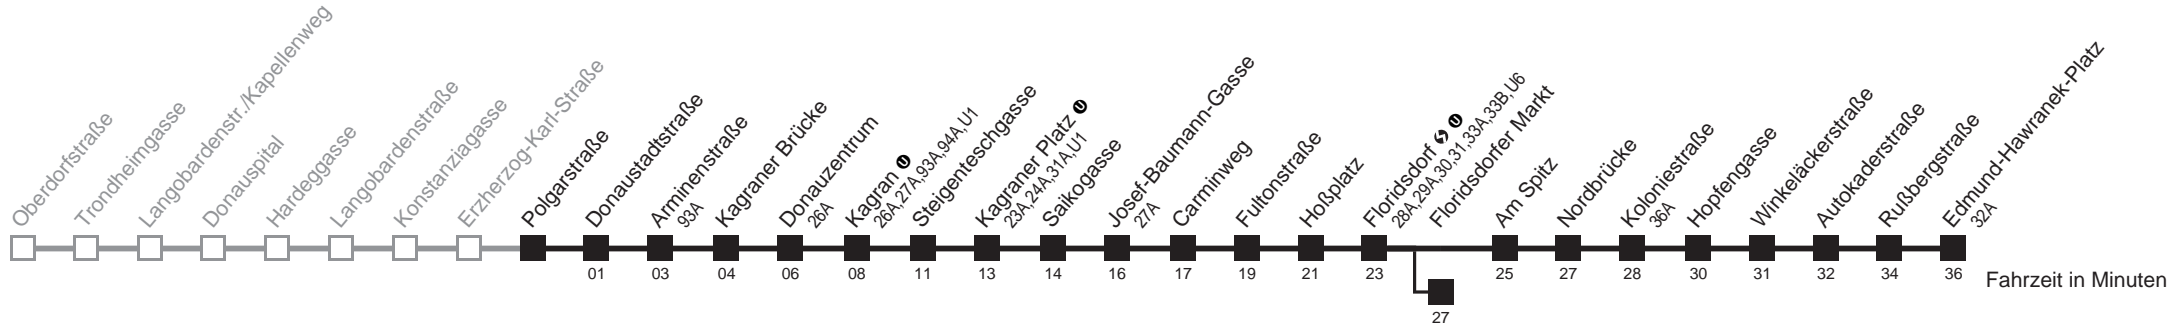 Oberdorfstraße
Trondheimgasse
Langobardenstr./Kapellenweg
Donauspital
Hardeggasse
Langobardenstraße
Konstanziagasse
Erzherzog-Karl-Straße
Polgarstraße
Donaustadtstraße
Arminenstraße
93A
Kagraner Brücke
Donauzentrum
26A
Kagran U
26A,27A,93A,94A,U1
Steigenteschgasse
Kagraner Platz U
23A,24A,31A,U1
Saikogasse
Josef-Baumann-Gasse
27A
Carminweg
Fultonstraße
Hoßplatz
Floridsdorf S U
28A,29A,30,31,33A,33B,U6
Floridsdorfer Markt
Am Spitz
Nordbrücke
Koloniestraße
36A
Hopfengasse
Winkeläckerstraße
Autokaderstraße
Rußbergstraße
Edmund-Hawranek-Platz
32A
01 03 04 06 08 11 13 14 16 17 19 21 23 25 27 28 30 31 32 34 36
Fahrzeit in Minuten
27